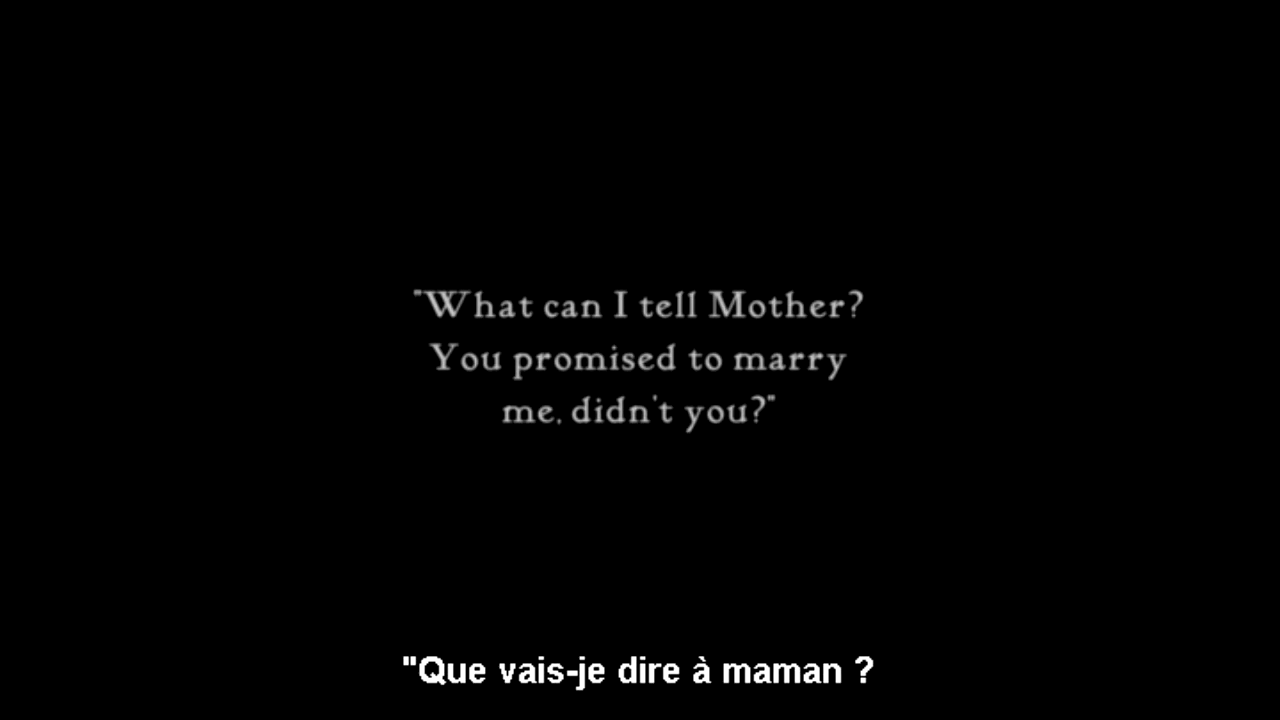 "What can I tell Mother?
You promised to marry
me, didn't you?"
"Que vais-je dire à maman ?